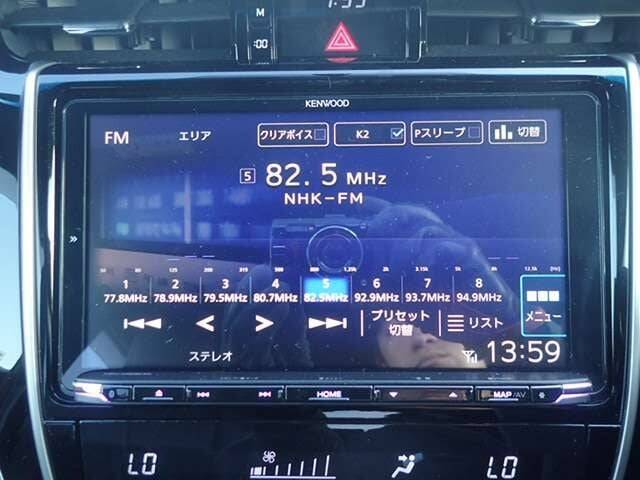 M
:00
KENWOOD
FM エリア クリアボイス K2 Pスリープ 切替
5 82.5 MHz
NHK-FM
1 2 3 4 5 6 7 8
77.8MHz 78.9MHz 79.5MHz 80.7MHz 82.5MHz 92.9MHz 93.7MHz 94.9MHz
プリセット切替 リスト メニュー
ステレオ 13:59
HOME MAP/AV
LO LO